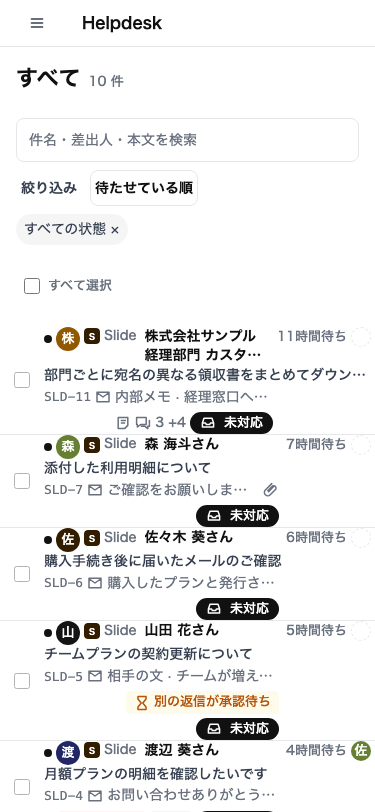 Helpdesk
すべて 10 件
件名・差出人・本文を検索
絞り込み 待たせている順
すべての状態 ×
すべて選択
株 S Slide 株式会社サンプル 11時間待ち
経理部門 カスタ…
部門ごとに宛名の異なる領収書をまとめてダウン…
SLD-11 内部メモ・経理窓口へ…
3 +4 未対応
森 S Slide 森 海斗さん 7時間待ち
添付した利用明細について
SLD-7 ご確認をお願いしま…
未対応
佐 S Slide 佐々木 葵さん 6時間待ち
購入手続き後に届いたメールのご確認
SLD-6 購入したプランと発行さ…
未対応
山 S Slide 山田 花さん 5時間待ち
チームプランの契約更新について
SLD-5 相手の文・チームが増え…
別の返信が承認待ち
未対応
渡 S Slide 渡辺 葵さん 4時間待ち 佐
月額プランの明細を確認したいです
SLD-4 お問い合わせありがとう…